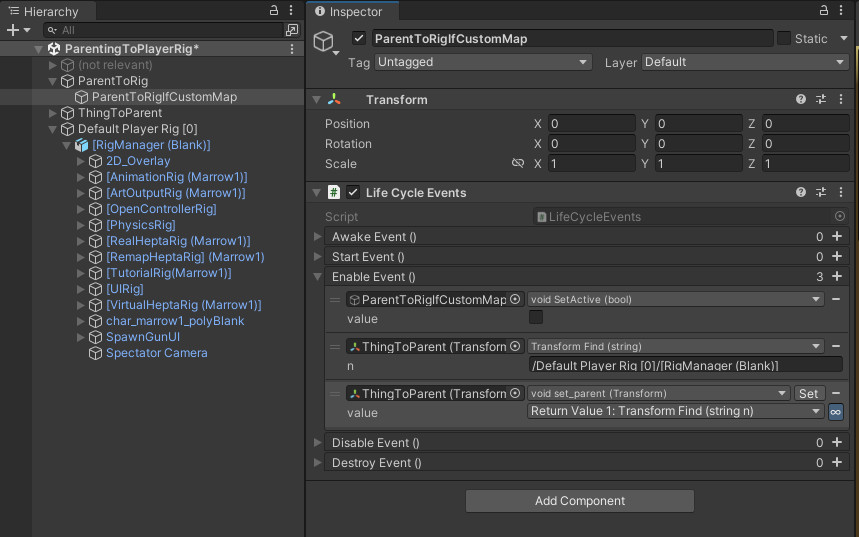 Hierarchy
All
ParentingToPlayerRig*
(not relevant)
ParentToRig
ParentToRigIfCustomMap
ThingToParent
Default Player Rig [0]
[RigManager (Blank)]
2D_Overlay
[AnimationRig (Marrow1)]
[ArtOutputRig (Marrow1)]
[OpenControllerRig]
[PhysicsRig]
[RealHeptaRig (Marrow1)]
[RemapHeptaRig] (Marrow1)
[TutorialRig(Marrow1)]
[UIRig]
[VirtualHeptaRig (Marrow1)]
char_marrow1_polyBlank
SpawnGunUI
Spectator Camera
Inspector
ParentToRigIfCustomMap Static
Tag Untagged Layer Default
Transform
Position X 0 Y 0 Z 0
Rotation X 0 Y 0 Z 0
Scale X 1 Y 1 Z 1
# Life Cycle Events
Script # LifeCycleEvents
Awake Event () 0 +
Start Event () 0 +
Enable Event () 3 +
ParentToRigIfCustomMap void SetActive (bool)
value
ThingToParent (Transform Transform Find (string)
n /Default Player Rig [0]/[RigManager (Blank)]
ThingToParent (Transform void set_parent (Transform) Set
value Return Value 1: Transform Find (string n) ∞
Disable Event () 0 +
Destroy Event () 0 +
Add Component